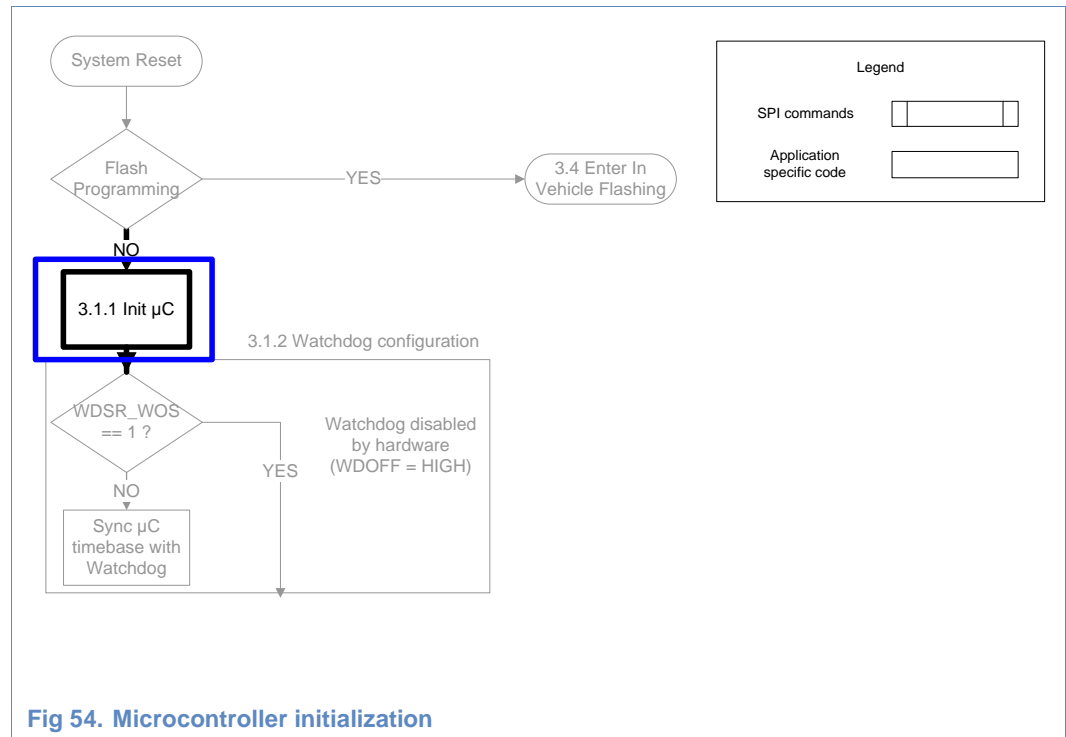 System Reset
Legend
SPI commands
Application
specific code
Flash
Programming
YES
3.4 Enter In
Vehicle Flashing
NO
3.1.1 Init µC
3.1.2 Watchdog configuration
WDSR_WOS
== 1 ?
Watchdog disabled
by hardware
(WDOFF = HIGH)
YES
NO
Sync µC
timebase with
Watchdog
Fig 54. Microcontroller initialization